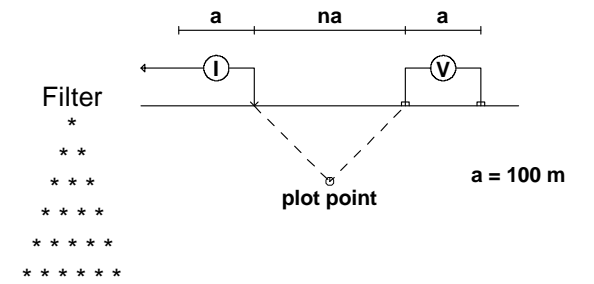 a na a
I V
Filter
*
* *
* * *
* * * *
* * * * *
* * * * * *
a = 100 m
plot point